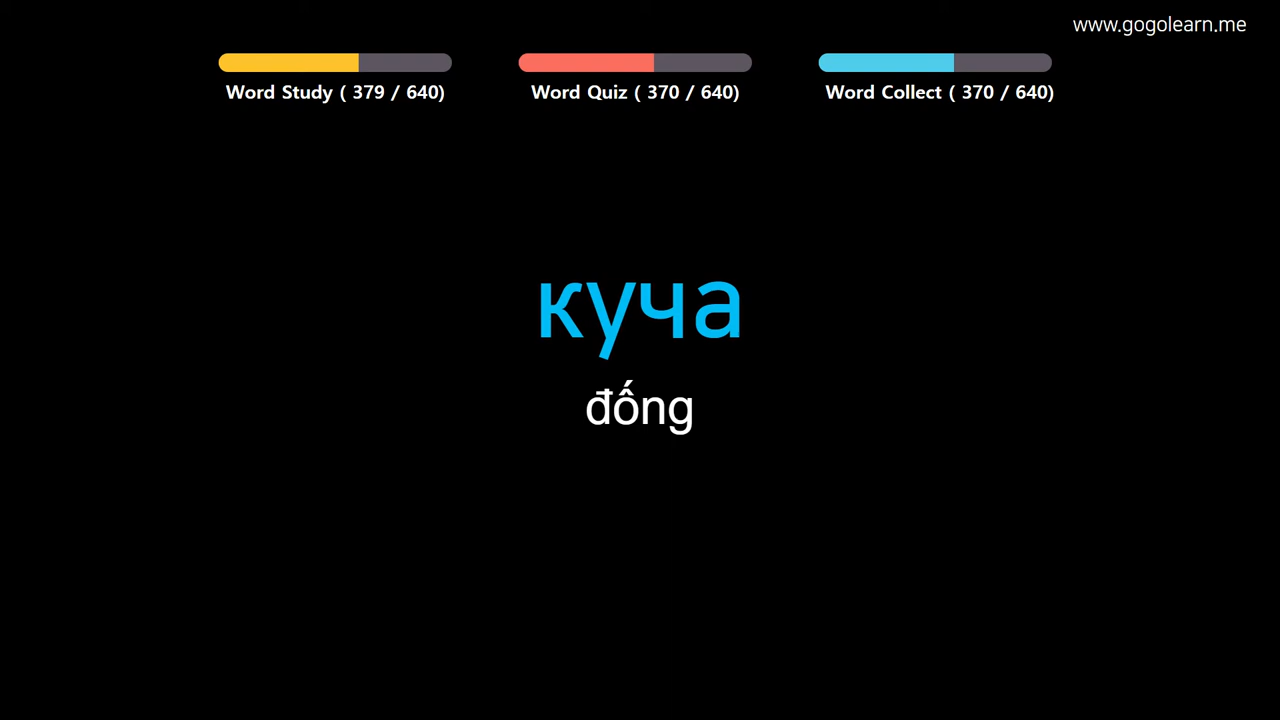 www.gogolearn.me
Word Study ( 379 / 640)
Word Quiz ( 370 / 640)
Word Collect ( 370 / 640)
куча
đống